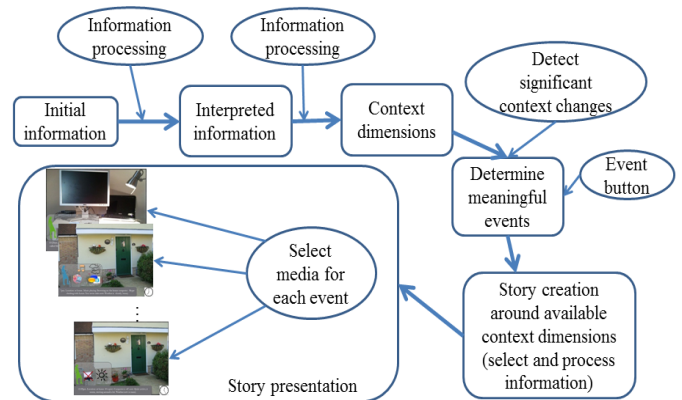 Information
processing
Information
processing
Detect
significant
context changes
Initial
information
Interpreted
information
Context
dimensions
Determine
meaningful
events
Event
button
Select
media for
each event
Story creation
around available
context dimensions
(select and process
information)
Story presentation